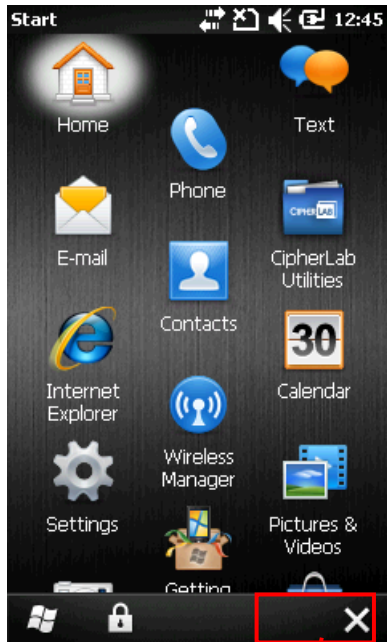 Start 12:45
Home
Text
Phone
E-mail
CIPHERLAB
CipherLab
Utilities
Contacts
30
Internet
Explorer
Calendar
Wireless
Manager
Settings
Pictures &
Videos
Getting